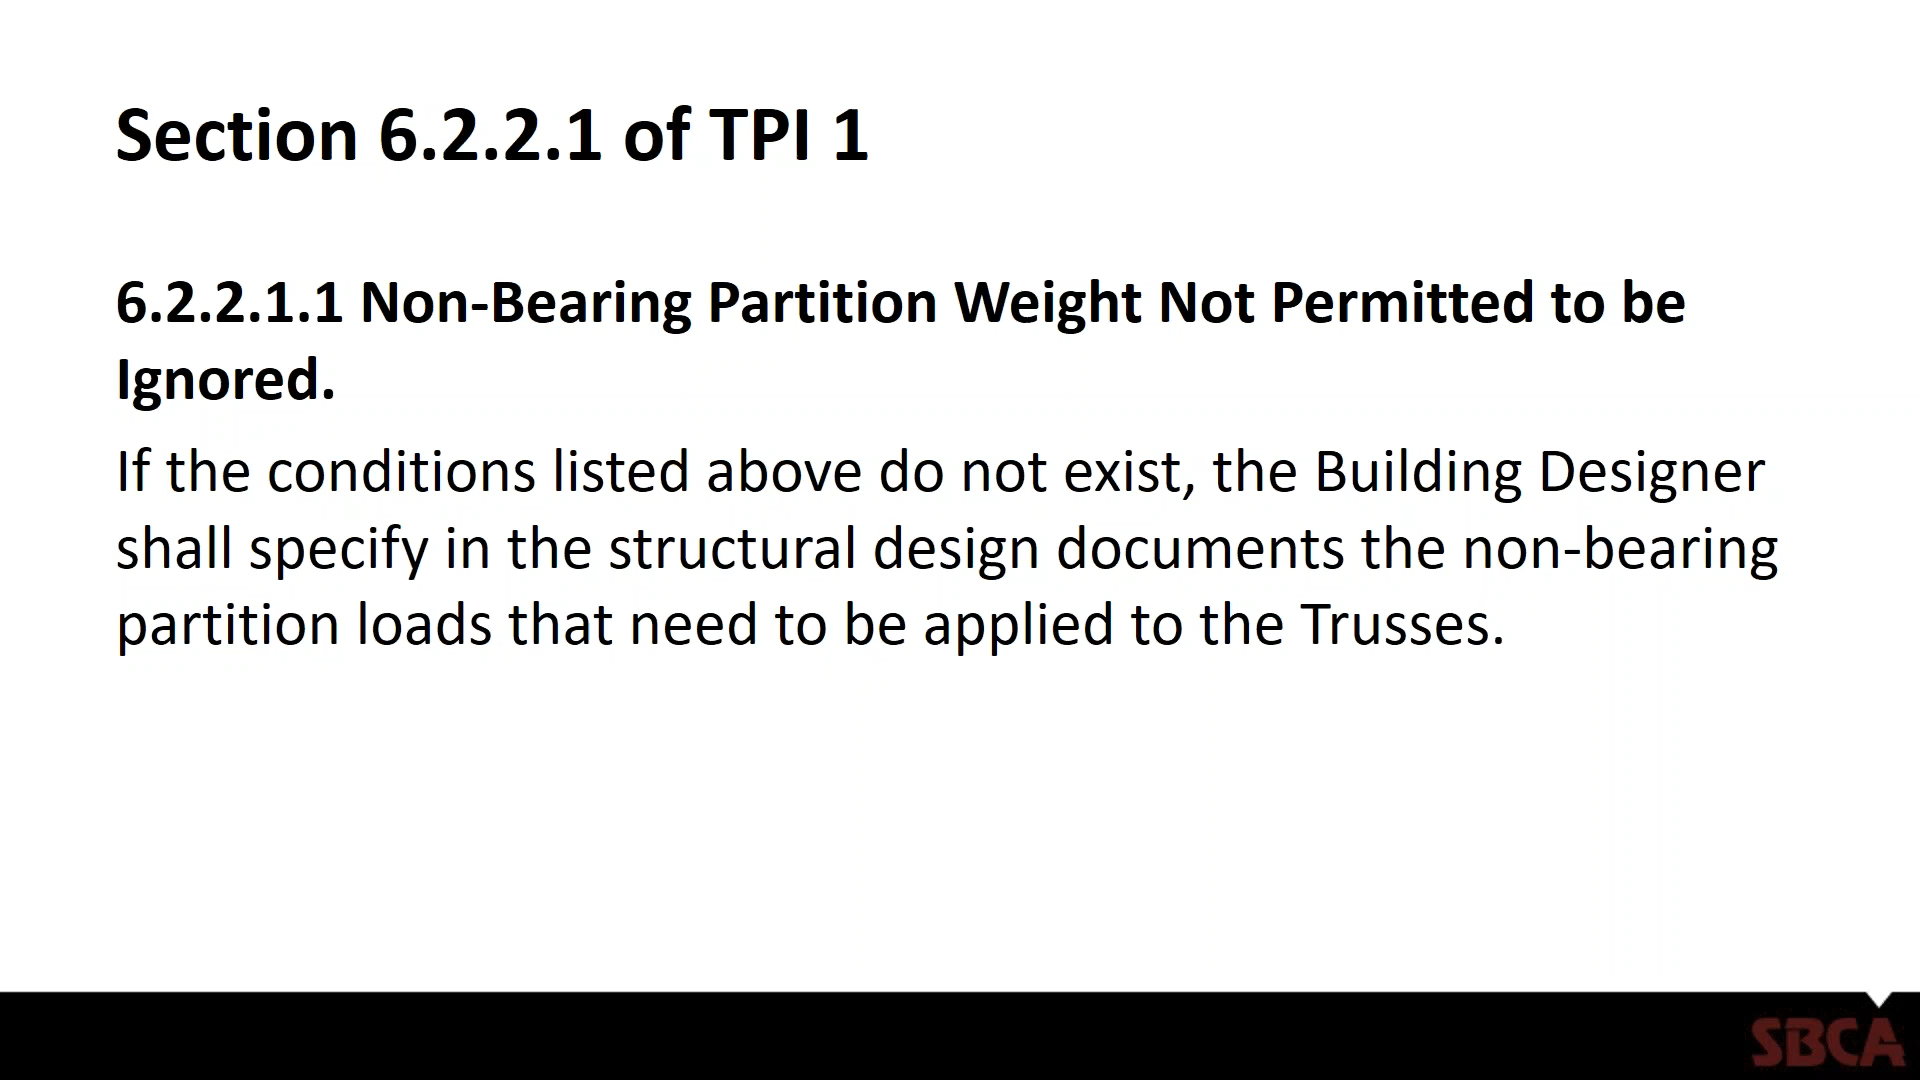 Section 6.2.2.1 of TPI 1
6.2.2.1.1 Non-Bearing Partition Weight Not Permitted to be
Ignored.
If the conditions listed above do not exist, the Building Designer
shall specify in the structural design documents the non-bearing
partition loads that need to be applied to the Trusses.
SBCA